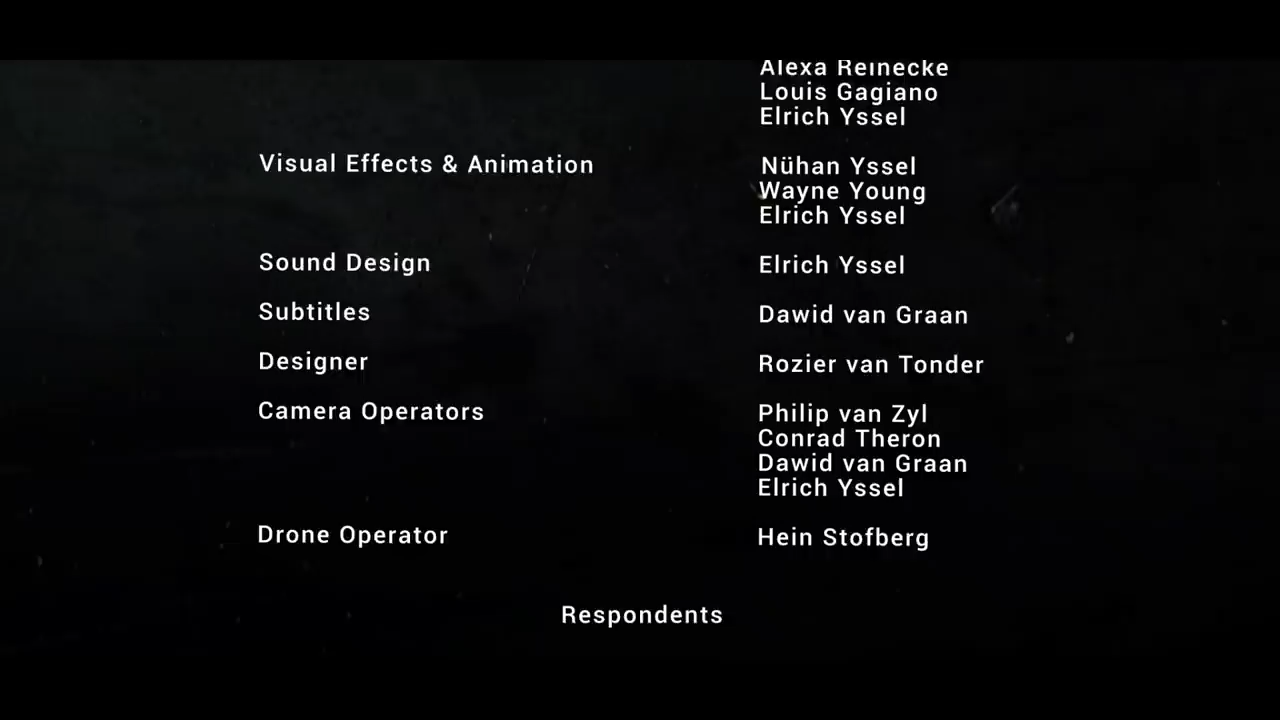 Alexa Reinecke
Louis Gagiano
Elrich Yssel
Visual Effects & Animation
Nühan Yssel
Wayne Young
Elrich Yssel
Sound Design
Elrich Yssel
Subtitles
Dawid van Graan
Designer
Rozier van Tonder
Camera Operators
Philip van Zyl
Conrad Theron
Dawid van Graan
Elrich Yssel
Drone Operator
Hein Stofberg
Respondents